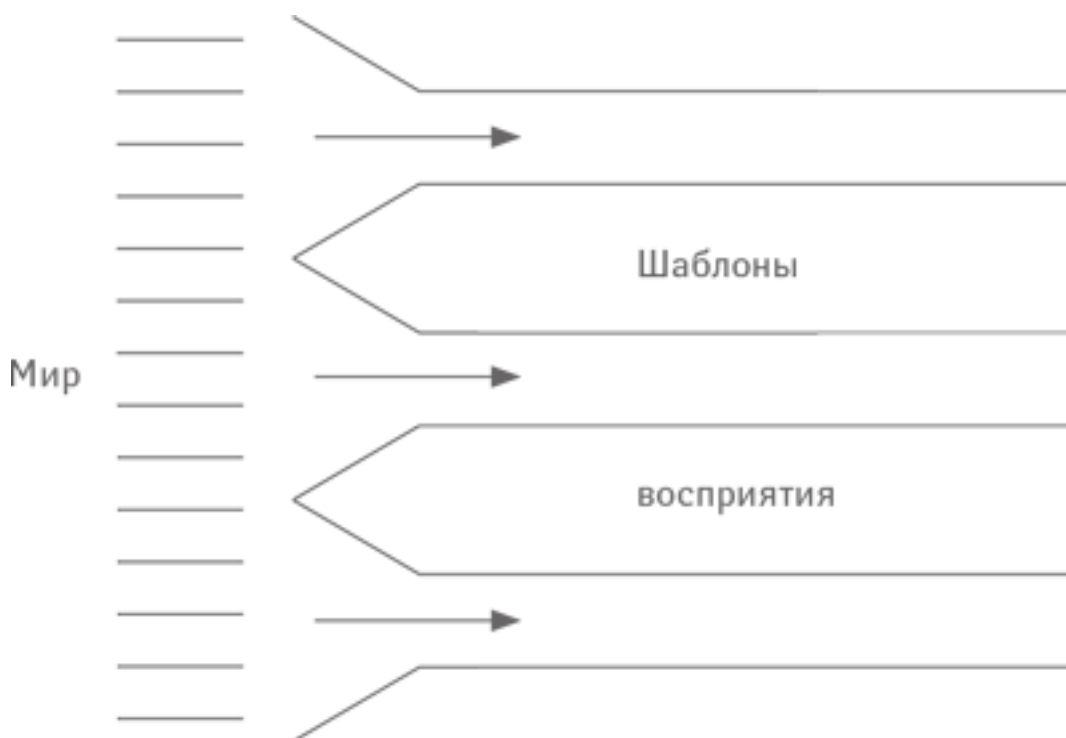 Шаблоны
Мир
восприятия